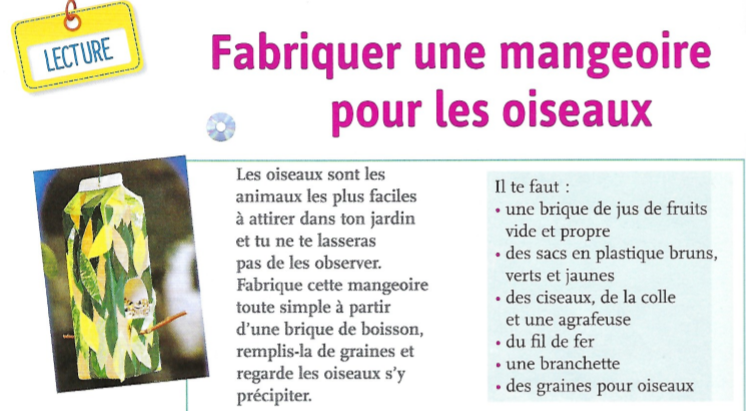 LECTURE
Fabriquer une mangeoire
pour les oiseaux
Les oiseaux sont les
animaux les plus faciles
à attirer dans ton jardin
et tu ne te lasseras
pas de les observer.
Fabrique cette mangeoire
toute simple à partir
d'une brique de boisson,
remplis-la de graines et
regarde les oiseaux s'y
précipiter.
Il te faut :
• une brique de jus de fruits
vide et propre
• des sacs en plastique bruns,
verts et jaunes
• des ciseaux, de la colle
et une agrafeuse
• du fil de fer
• une branchette
• des graines pour oiseaux